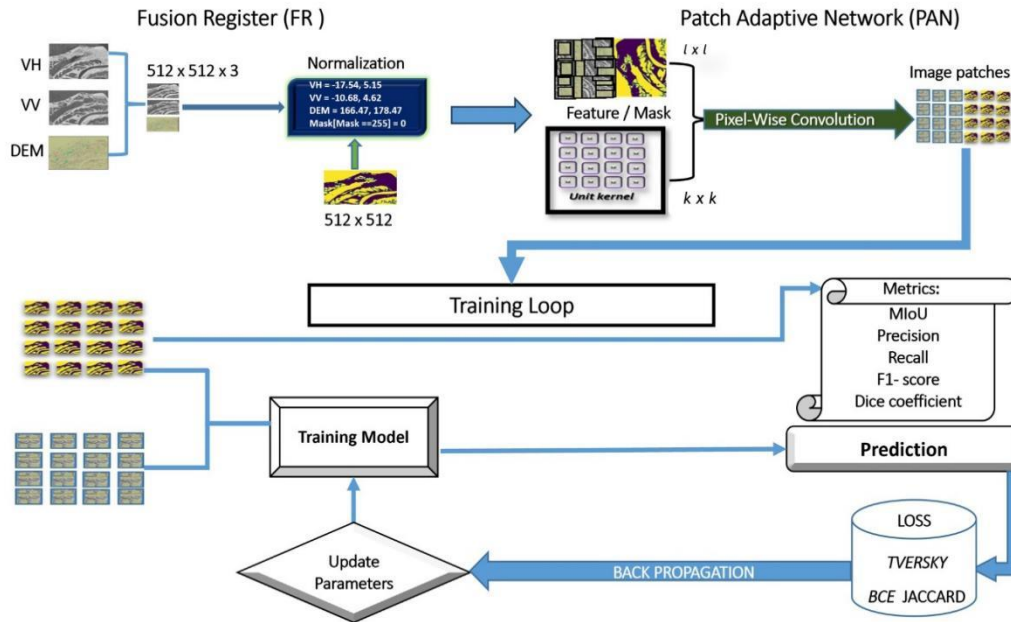 Fusion Register (FR )
Patch Adaptive Network (PAN)
VH
VV
DEM
512 x 512 x 3
Normalization
VH = -17.54, 5.15
VV = -10.68, 4.62
DEM = 166.47, 178.47
Mask[Mask ==255] = 0
512 x 512
l x l
Feature / Mask
Unit kernel
k x k
Pixel-Wise Convolution
Image patches
Training Loop
Metrics:
MIoU
Precision
Recall
F1- score
Dice coefficient
Training Model
Prediction
Update
Parameters
BACK PROPAGATION
LOSS
TVERSKY
BCE JACCARD